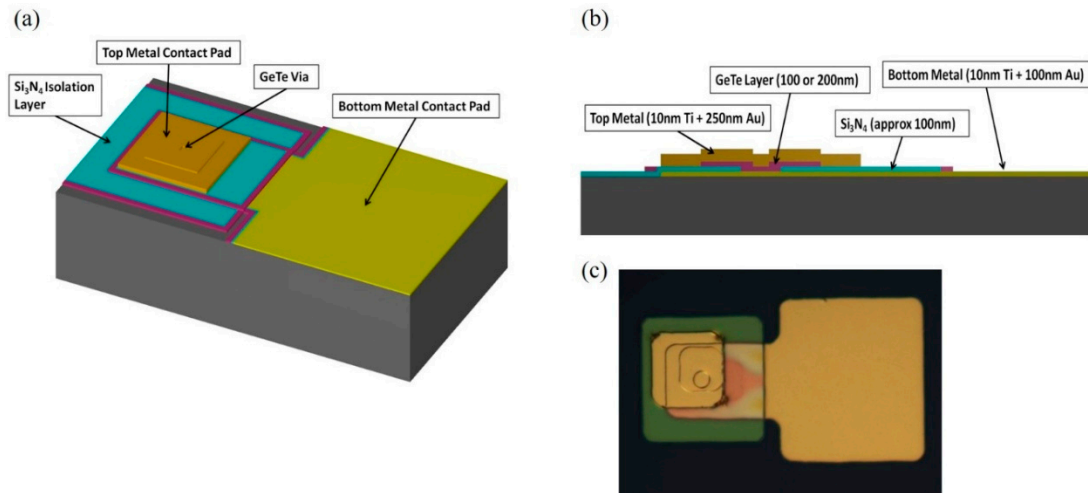 (a)
Top Metal Contact Pad
GeTe Via
Si₃N₄ Isolation
Layer
Bottom Metal Contact Pad
(b)
GeTe Layer (100 or 200nm)
Bottom Metal (10nm Ti + 100nm Au)
Top Metal (10nm Ti + 250nm Au)
Si₃N₄ (approx 100nm)
(c)